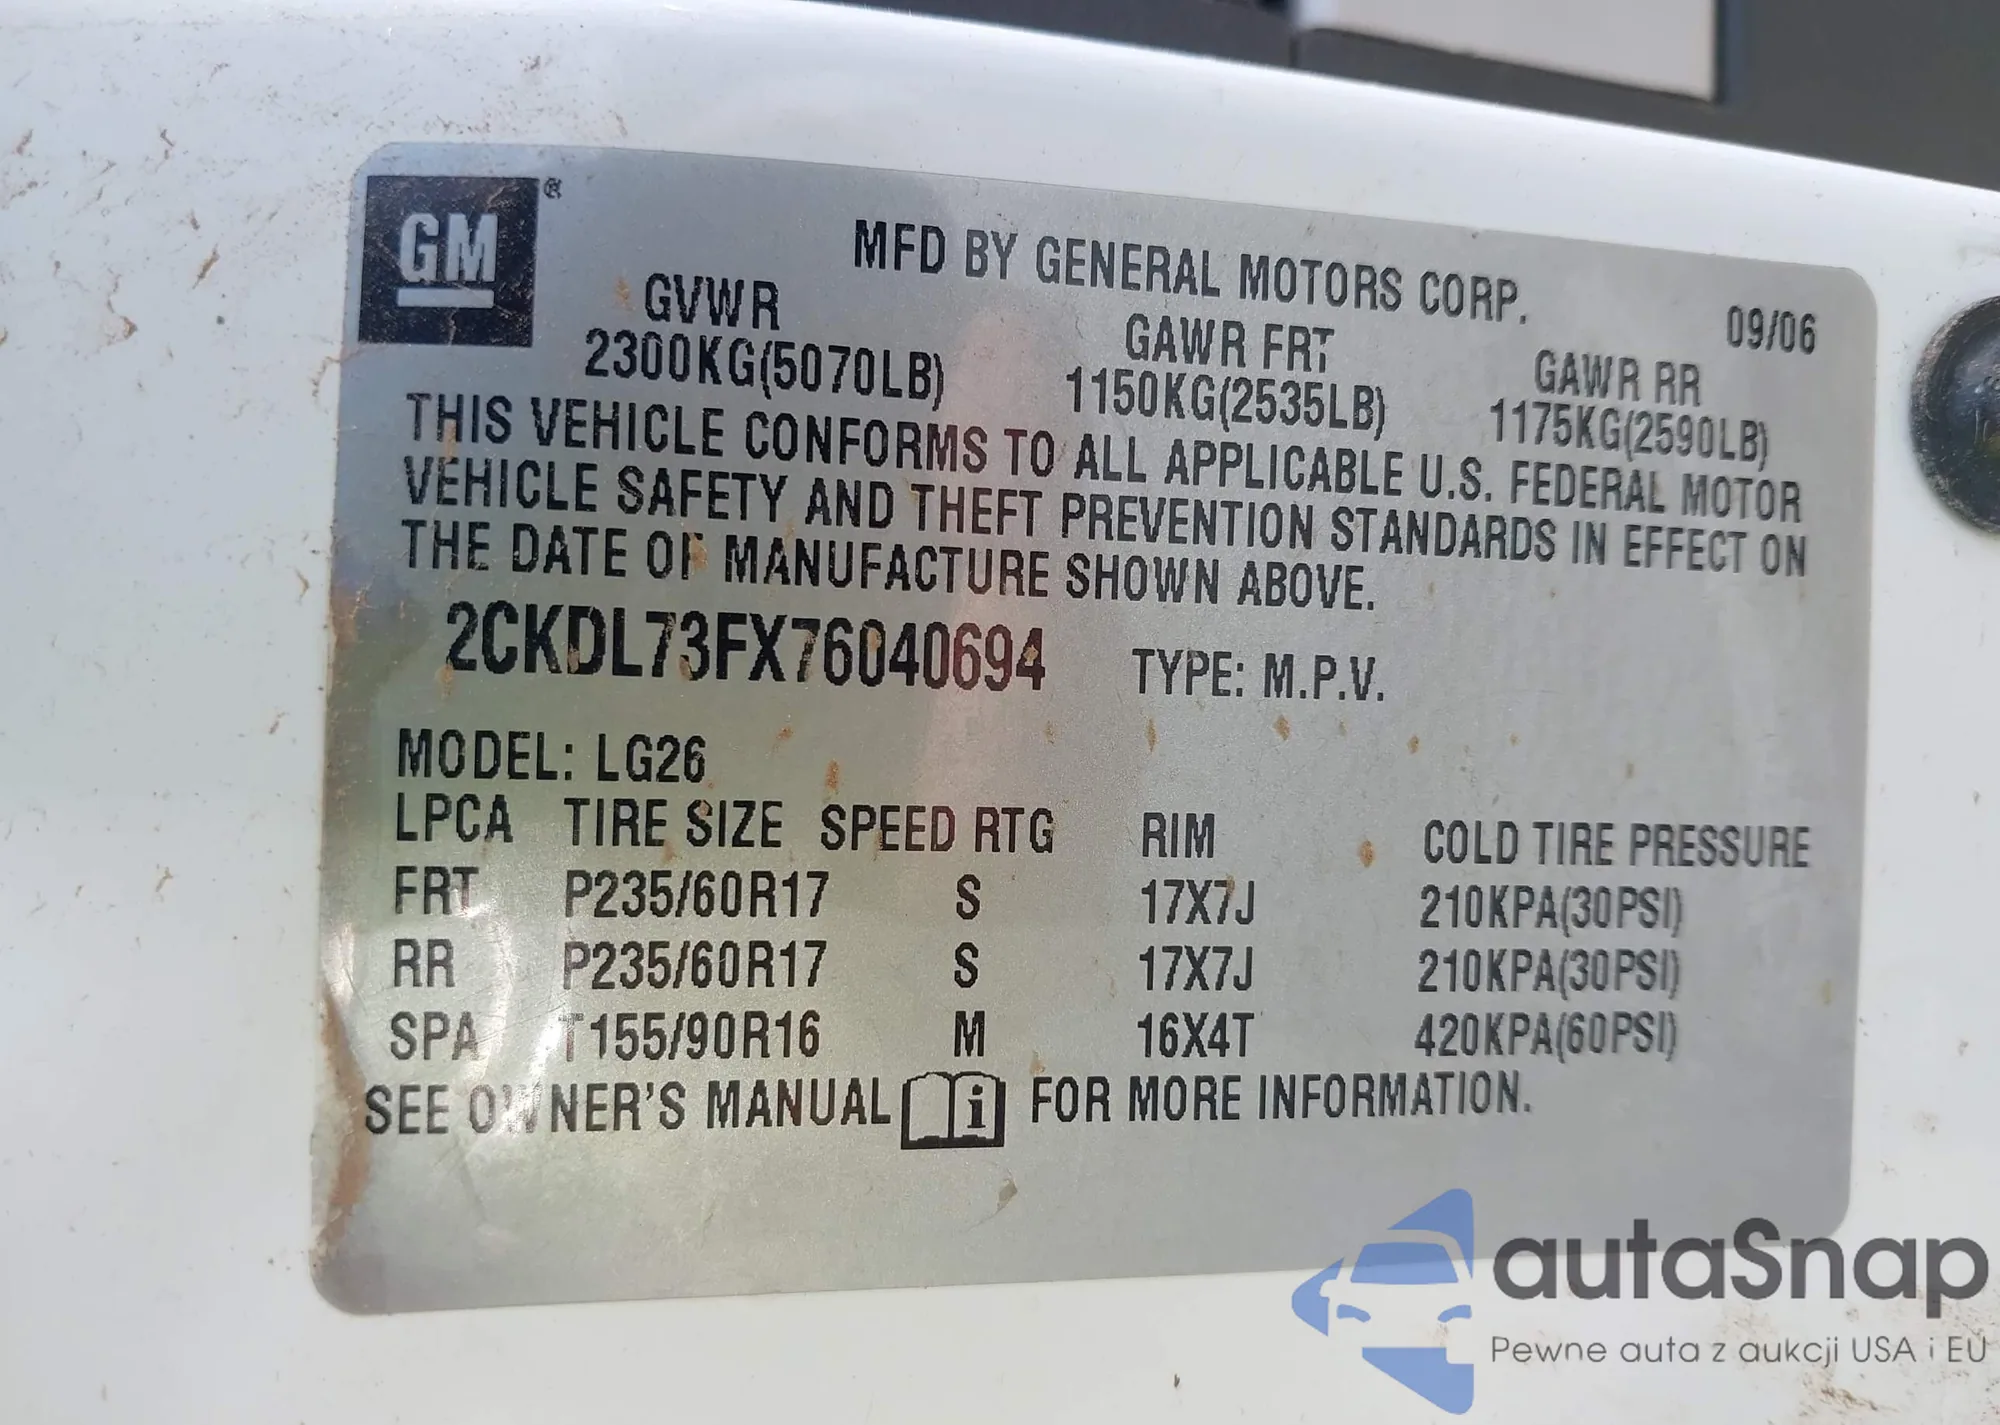 GM ®
MFD BY GENERAL MOTORS CORP. 09/06
GVWR GAWR FRT GAWR RR
2300KG(5070LB) 1150KG(2535LB) 1175KG(2590LB)
THIS VEHICLE CONFORMS TO ALL APPLICABLE U.S. FEDERAL MOTOR
VEHICLE SAFETY AND THEFT PREVENTION STANDARDS IN EFFECT ON
THE DATE OF MANUFACTURE SHOWN ABOVE.
2CKDL73FX76040694 TYPE: M.P.V.
MODEL: LG26
LPCA TIRE SIZE SPEED RTG RIM COLD TIRE PRESSURE
FRT P235/60R17 S 17X7J 210KPA(30PSI)
RR P235/60R17 S 17X7J 210KPA(30PSI)
SPA T155/90R16 M 16X4T 420KPA(60PSI)
SEE OWNER'S MANUAL i FOR MORE INFORMATION.
autaSnap
Pewne auta z aukcji USA i EU